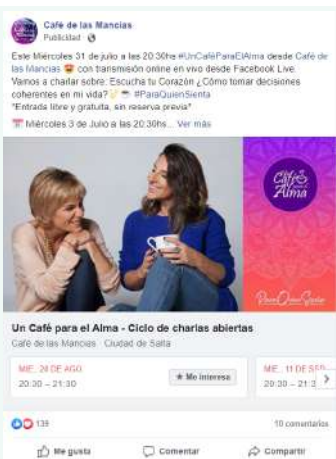 Café de las Mancias
Publicidad
Este Miércoles 31 de julio a las 20:30hs #UnCaféParaElAlma desde Café de
las Mancias con transmisión online en vivo desde Facebook Live.
Vamos a charlar sobre: Escucha tu Corazón ¿Cómo tomar decisiones
coherentes en mi vida? #ParaQuienSienta
*Entrada libre y gratuita, sin reserva previa*
Miércoles 3 de Julio a las 20:30hs... Ver más
Café
Alma
ParaQuienSienta
Un Café para el Alma - Ciclo de charlas abiertas
Café de las Mancias · Ciudad de Salta
MIÉ., 28 DE AGO.
20:30 – 21:30
Me interesa
MIÉ., 11 DE SEP.
20:30 – 21:3
139
10 comentarios
Me gusta
Comentar
Compartir